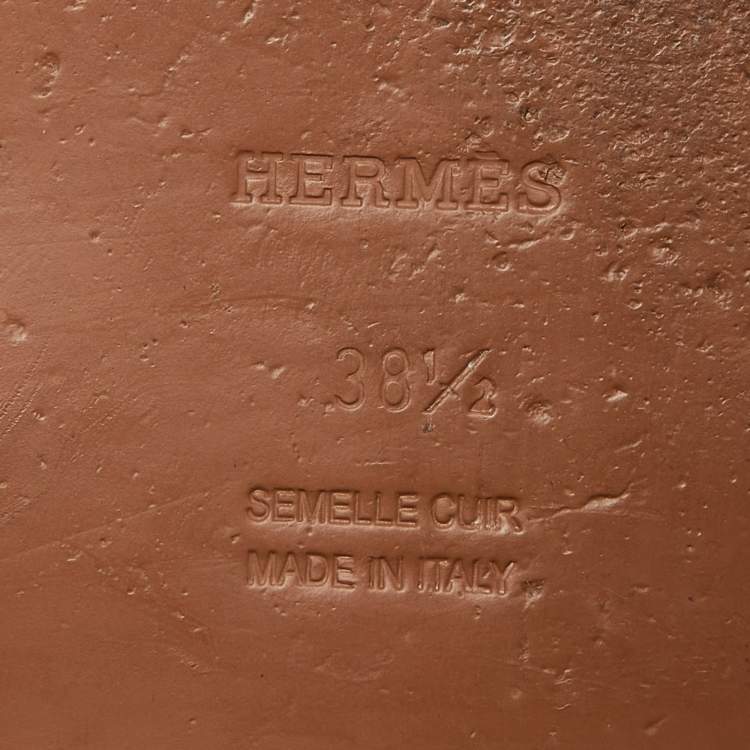 HERMÈS
38½
SEMELLE CUIR
MADE IN ITALY